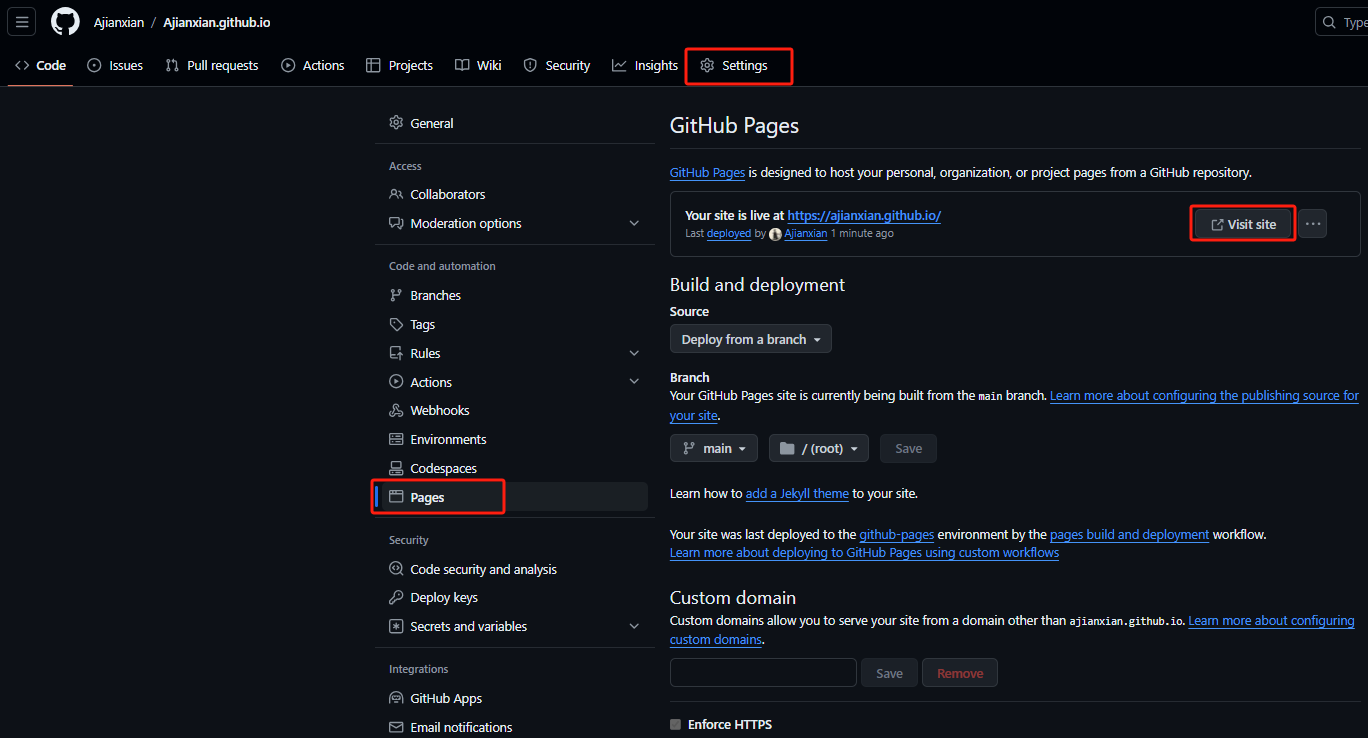 Ajianxian / Ajianxian.github.io
Type
Code Issues Pull requests Actions Projects Wiki Security Insights Settings
General
Access
Collaborators
Moderation options
Code and automation
Branches
Tags
Rules
Actions
Webhooks
Environments
Codespaces
Pages
Security
Code security and analysis
Deploy keys
Secrets and variables
Integrations
GitHub Apps
Email notifications
GitHub Pages
GitHub Pages is designed to host your personal, organization, or project pages from a GitHub repository.
Your site is live at https://ajianxian.github.io/
Last deployed by Ajianxian 1 minute ago
Visit site
Build and deployment
Source
Deploy from a branch
Branch
Your GitHub Pages site is currently being built from the main branch. Learn more about configuring the publishing source for
your site.
main / (root) Save
Learn how to add a Jekyll theme to your site.
Your site was last deployed to the github-pages environment by the pages build and deployment workflow.
Learn more about deploying to GitHub Pages using custom workflows
Custom domain
Custom domains allow you to serve your site from a domain other than ajianxian.github.io. Learn more about configuring
custom domains.
Save Remove
Enforce HTTPS